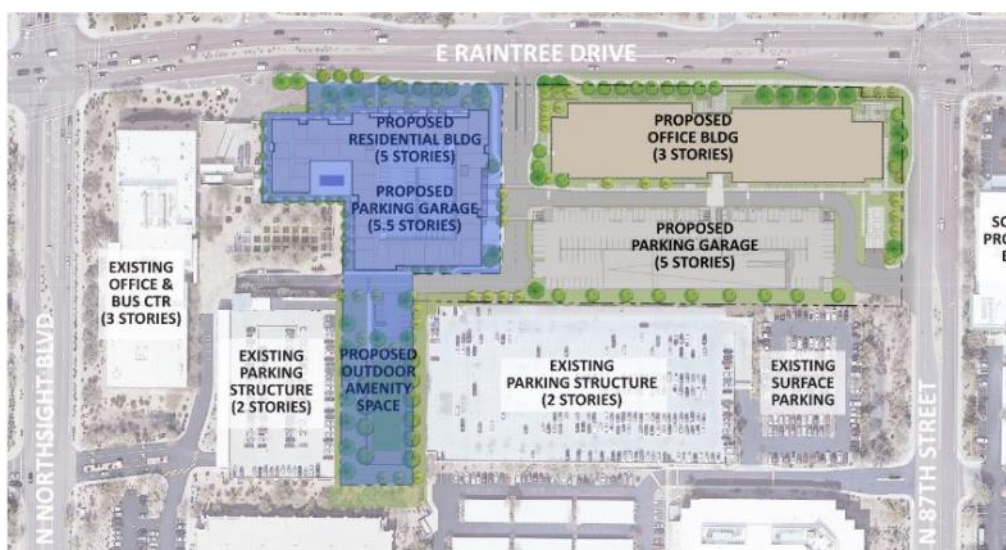 E RAINTREE DRIVE
PROPOSED
RESIDENTIAL BLDG
(5 STORIES)
PROPOSED
PARKING GARAGE
(5.5 STORIES)
PROPOSED
OFFICE BLDG
(3 STORIES)
PROPOSED
PARKING GARAGE
(5 STORIES)
EXISTING
OFFICE &
BUS CTR
(3 STORIES)
EXISTING
PARKING
STRUCTURE
(2 STORIES)
PROPOSED
OUTDOOR
AMENITY
SPACE
EXISTING
PARKING STRUCTURE
(2 STORIES)
EXISTING
SURFACE
PARKING
N NORTHSIGHT BLVD.
N 87TH STREET